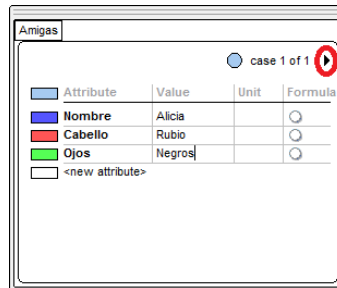 Amigas
case 1 of 1
Attribute Value Unit Formula
Nombre Alicia
Cabello Rubio
Ojos Negros
<new attribute>